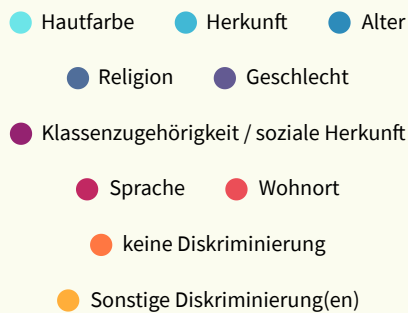 Hautfarbe Herkunft Alter
Religion Geschlecht
Klassenzugehörigkeit / soziale Herkunft
Sprache Wohnort
keine Diskriminierung
Sonstige Diskriminierung(en)